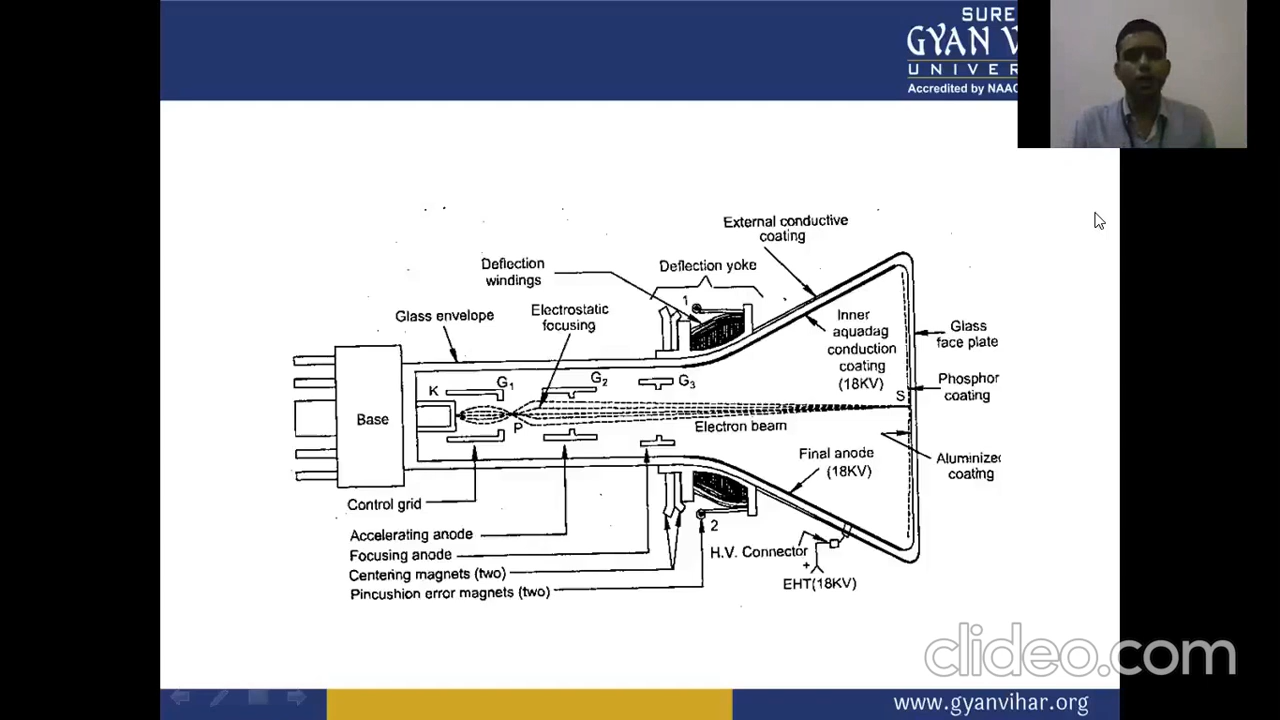 SURE
GYAN V
UNIVER
Accredited by NAAC
External conductive
coating
Deflection
windings
Deflection yoke
1
Electrostatic
focusing
Glass envelope
Inner
aquadag
conduction
coating
(18KV)
Glass
face plate
K
G1
G2
G3
Phosphor
coating
S
Base
P
Electron beam
Final anode
(18KV)
Aluminized
coating
Control grid
2
Accelerating anode
Focusing anode
H.V. Connector
Centering magnets (two)
+
EHT(18KV)
Pincushion error magnets (two)
clideo.com
www.gyanvihar.org